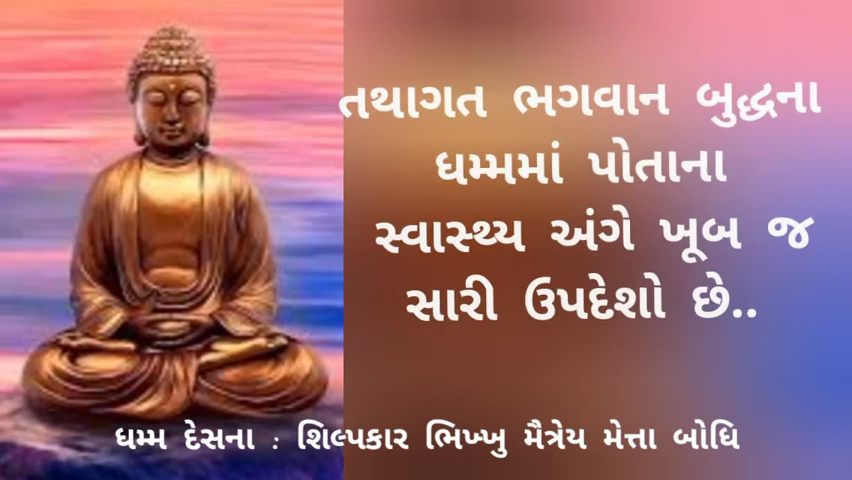 તથાગત ભગવાન બુદ્ધના
ધમ્મમાં પોતાના
સ્વાસ્થ્ય અંગે ખૂબ જ
સારી ઉપદેશો છે..
ધમ્મ દેસના : શિલ્પકાર ભિખ્ખુ મૈત્રેય મેત્તા બોધિ